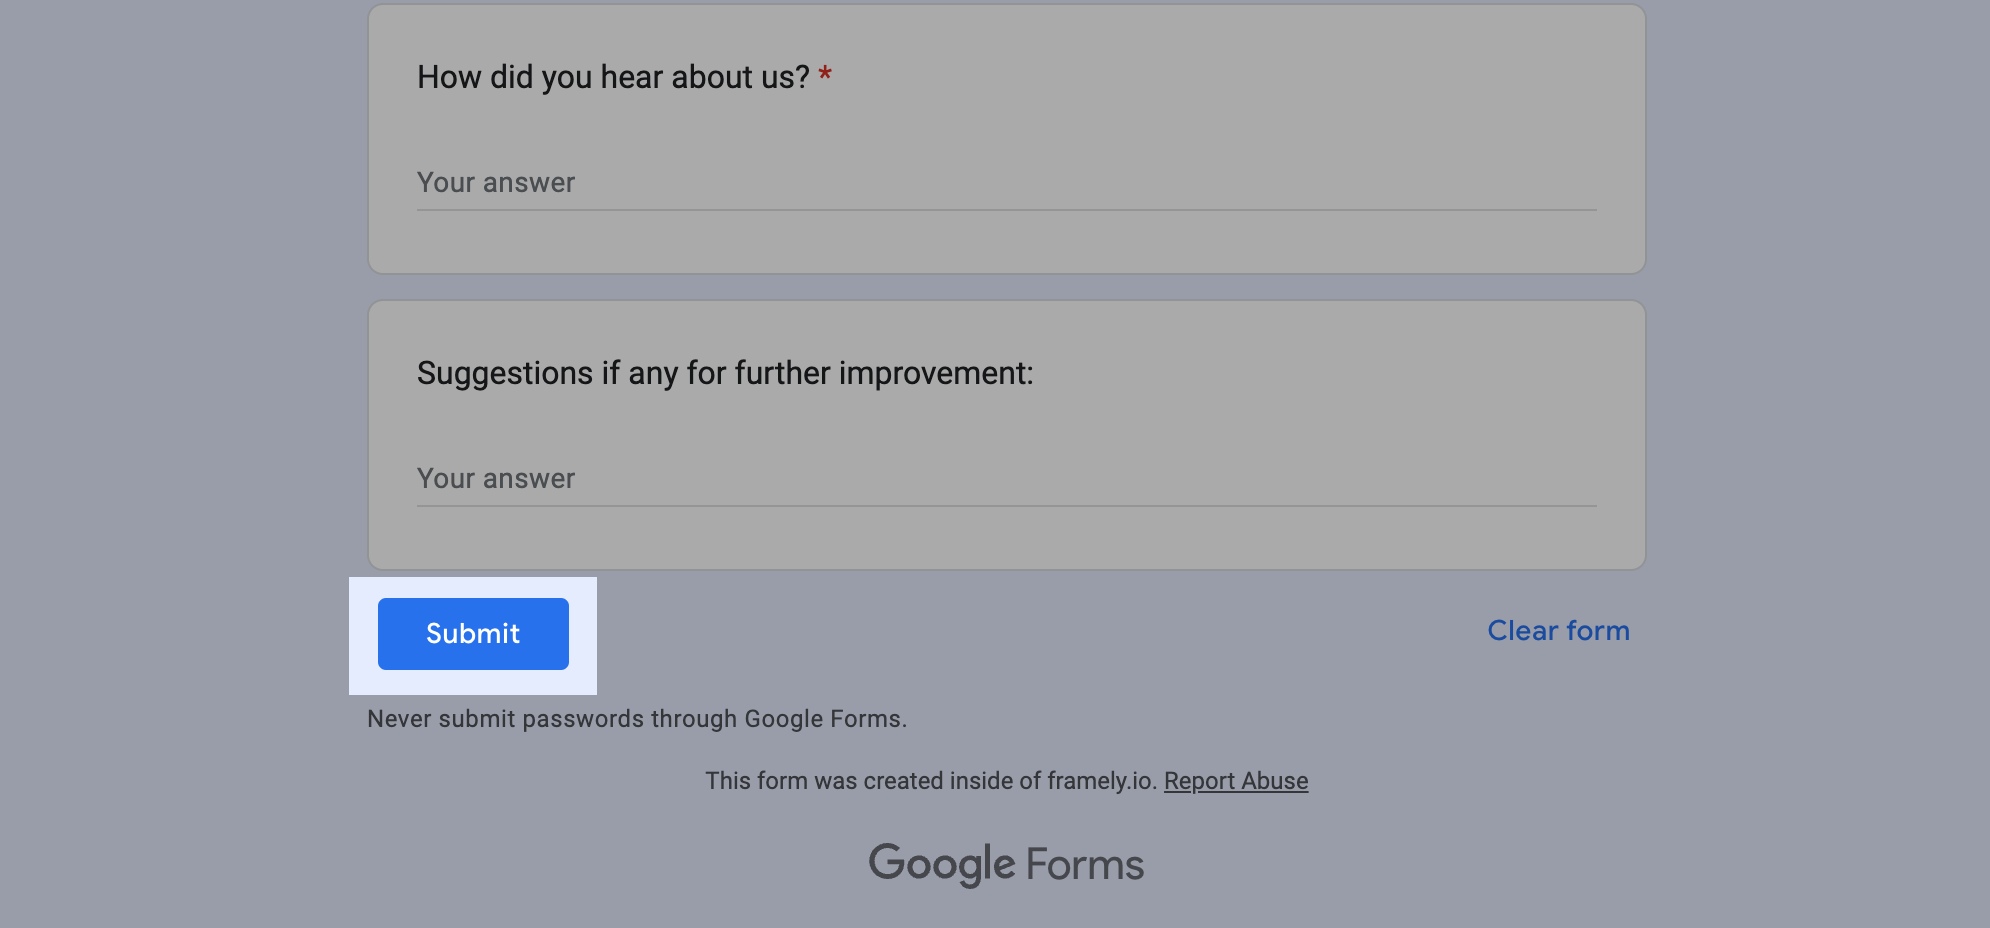 How did you hear about us? *
Your answer
Suggestions if any for further improvement:
Your answer
Submit
Clear form
Never submit passwords through Google Forms.
This form was created inside of framely.io. Report Abuse
Google Forms